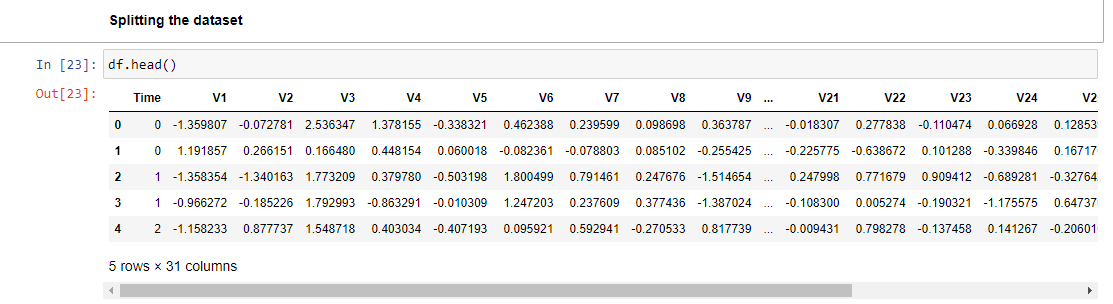 Splitting the dataset
In [23]: df.head()
Out[23]:
Time V1 V2 V3 V4 V5 V6 V7 V8 V9 ... V21 V22 V23 V24 V2
0 0 -1.359807 -0.072781 2.536347 1.378155 -0.338321 0.462388 0.239599 0.098698 0.363787 ... -0.018307 0.277838 -0.110474 0.066928 0.12853
1 0 1.191857 0.266151 0.166480 0.448154 0.060018 -0.082361 -0.078803 0.085102 -0.255425 ... -0.225775 -0.638672 0.101288 -0.339846 0.16717
2 1 -1.358354 -1.340163 1.773209 0.379780 -0.503198 1.800499 0.791461 0.247676 -1.514654 ... 0.247998 0.771679 0.909412 -0.689281 -0.32764
3 1 -0.966272 -0.185226 1.792993 -0.863291 -0.010309 1.247203 0.237609 0.377436 -1.387024 ... -0.108300 0.005274 -0.190321 -1.175575 0.64737
4 2 -1.158233 0.877737 1.548718 0.403034 -0.407193 0.095921 0.592941 -0.270533 0.817739 ... -0.009431 0.798278 -0.137458 0.141267 -0.20601
5 rows × 31 columns